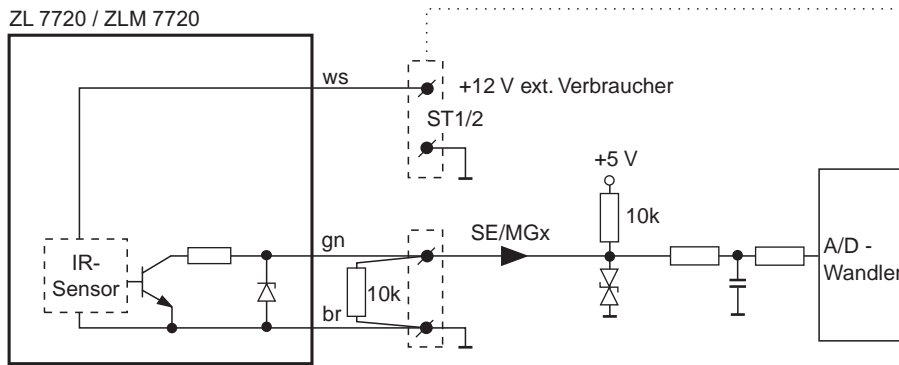 ZL 7720 / ZLM 7720
ws
+12 V ext. Verbraucher
ST1/2
+5 V
10k
gn
SE/MGx
IR-
Sensor
10k
A/D -
Wandler
br